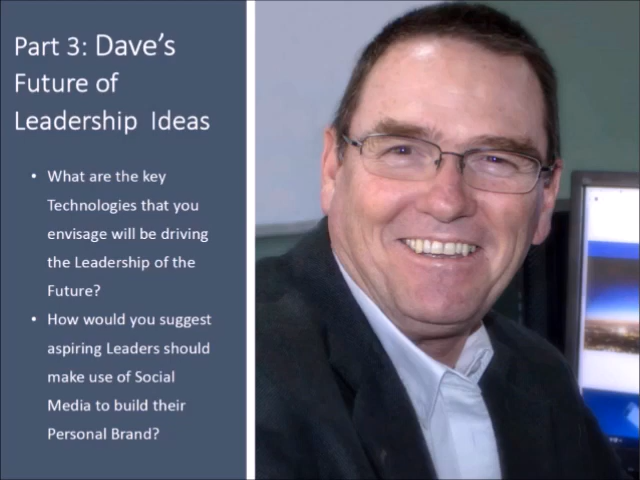 Part 3: Dave’s
Future of
Leadership Ideas
• What are the key
Technologies that you
envisage will be driving
the Leadership of the
Future?
• How would you suggest
aspiring Leaders should
make use of Social
Media to build their
Personal Brand?